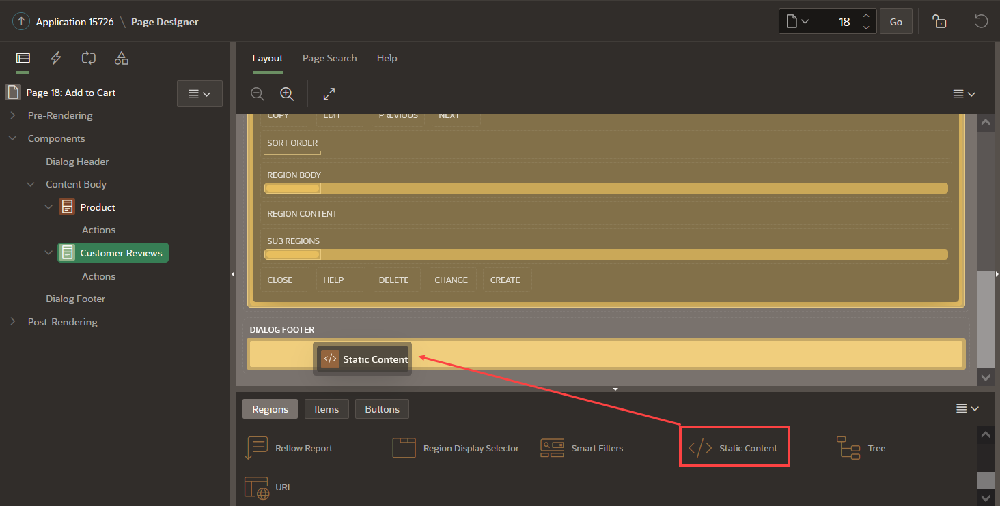 Application 15726 \ Page Designer
18
Go
Layout
Page Search
Help
Page 18: Add to Cart
Pre-Rendering
Components
Dialog Header
Content Body
Product
Actions
Customer Reviews
Actions
Dialog Footer
Post-Rendering
COPY
EDIT
PREVIOUS
NEXT
SORT ORDER
REGION BODY
REGION CONTENT
SUB REGIONS
CLOSE
HELP
DELETE
CHANGE
CREATE
DIALOG FOOTER
</> Static Content
Regions
Items
Buttons
Reflow Report
Region Display Selector
Smart Filters
</> Static Content
Tree
URL